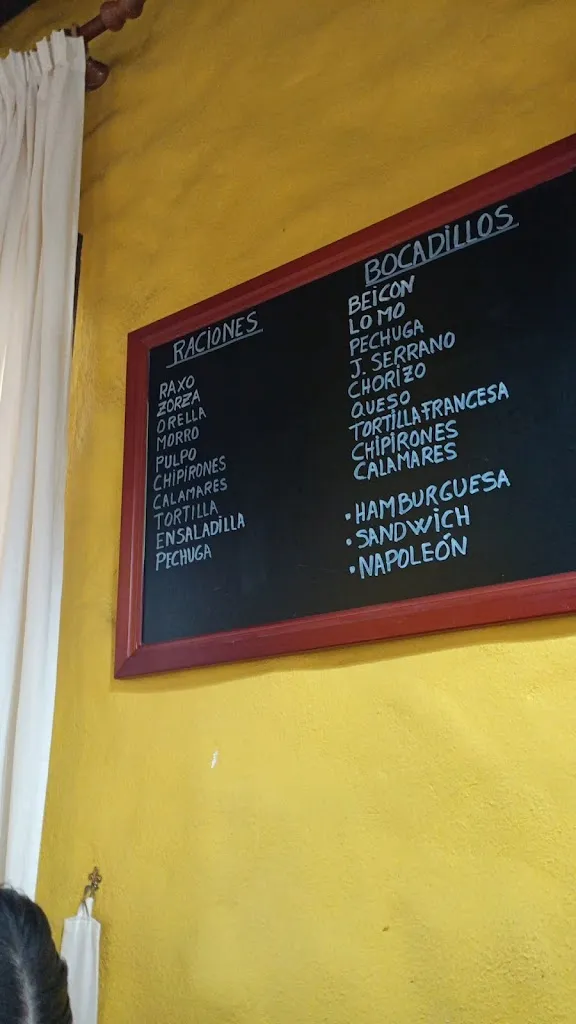 RACIONES
RAXO
ZORZA
ORELLA
MORRO
PULPO
CHIPIRONES
CALAMARES
TORTILLA
ENSALADILLA
PECHUGA
BOCADILLOS
BEICON
LOMO
PECHUGA
J. SERRANO
CHORIZO
QUESO
TORTILLA FRANCESA
CHIPIRONES
CALAMARES
• HAMBURGUESA
• SANDWICH
• NAPOLEÓN